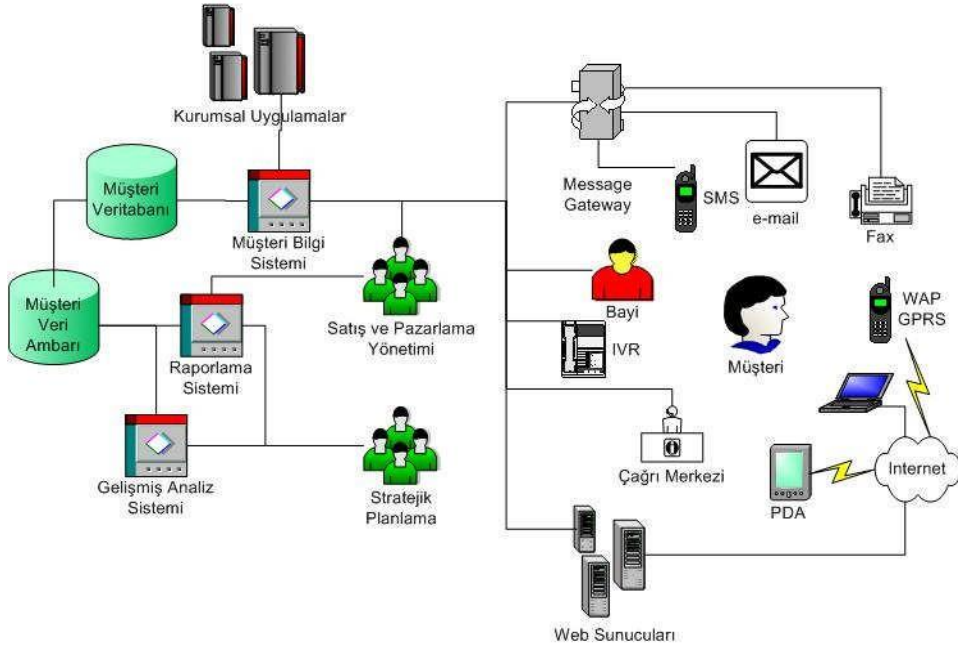 Kurumsal Uygulamalar
Müşteri
Veritabanı
Müşteri Bilgi
Sistemi
Müşteri
Veri
Ambarı
Raporlama
Sistemi
Satış ve Pazarlama
Yönetimi
Gelişmiş Analiz
Sistemi
Stratejik
Planlama
Message
Gateway
SMS
e-mail
Fax
Bayi
IVR
Müşteri
WAP
GPRS
Çağrı Merkezi
PDA
Internet
Web Sunucuları